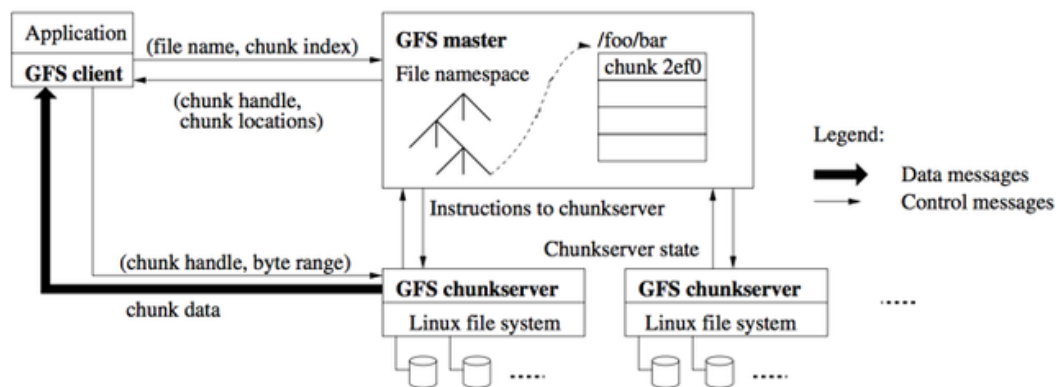 Application
GFS client
(file name, chunk index)
(chunk handle,
chunk locations)
GFS master
File namespace
/foo/bar
chunk 2ef0
Legend:
Data messages
Control messages
Instructions to chunkserver
Chunkserver state
(chunk handle, byte range)
chunk data
GFS chunkserver
Linux file system
GFS chunkserver
Linux file system